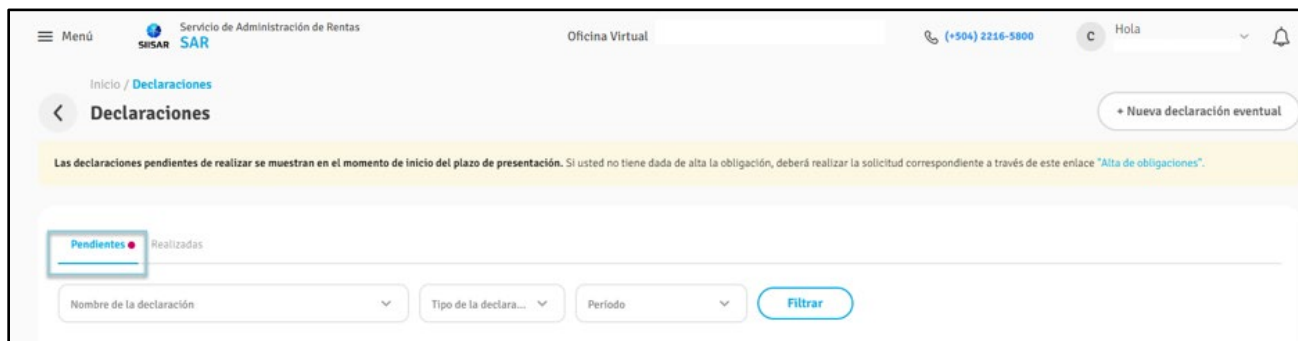 Menú
SIISAR
Servicio de Administración de Rentas
SAR
Oficina Virtual
(+504) 2216-5800
C
Hola
Inicio / Declaraciones
Declaraciones
+ Nueva declaración eventual
Las declaraciones pendientes de realizar se muestran en el momento de inicio del plazo de presentación. Si usted no tiene dada de alta la obligación, deberá realizar la solicitud correspondiente a través de este enlace "Alta de obligaciones".
Pendientes
Realizadas
Nombre de la declaración
Tipo de la declara...
Período
Filtrar